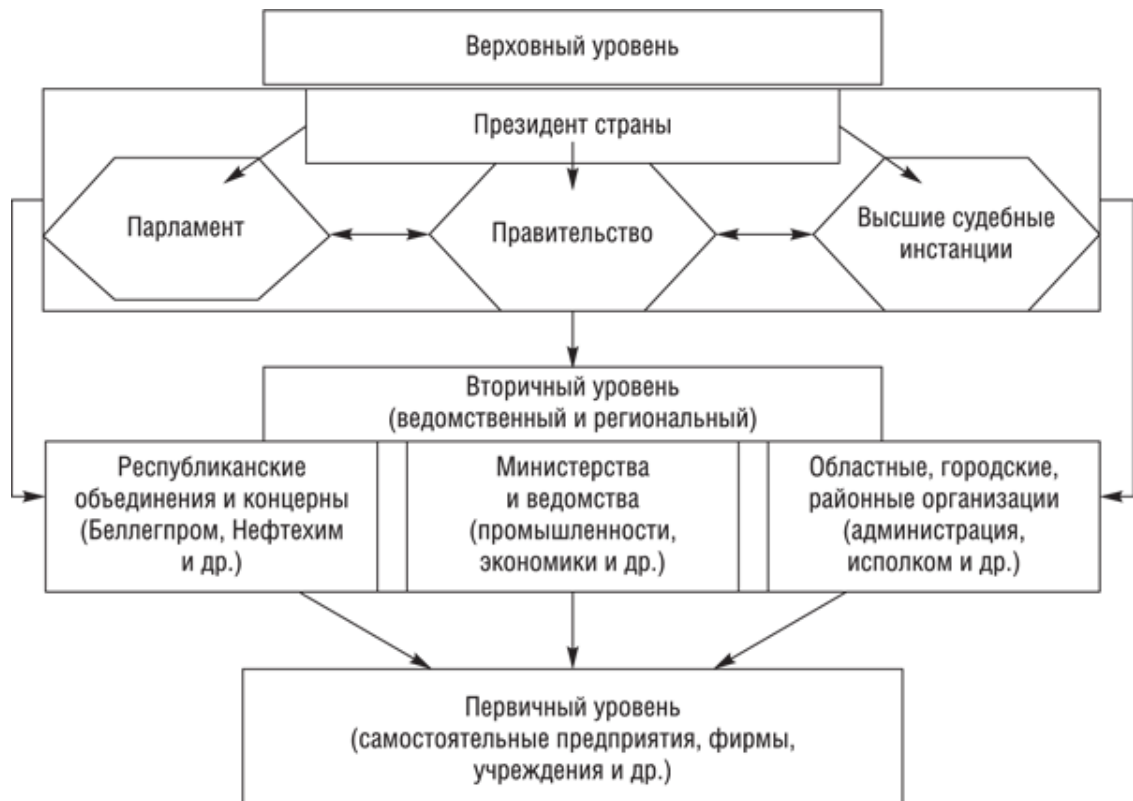 Верховный уровень
Президент страны
Парламент
Правительство
Высшие судебные
инстанции
Вторичный уровень
(ведомственный и региональный)
Республиканские
объединения и концерны
(Беллегпром, Нефтехим
и др.)
Министерства
и ведомства
(промышленности,
экономики и др.)
Областные, городские,
районные организации
(администрация,
исполком и др.)
Первичный уровень
(самостоятельные предприятия, фирмы,
учреждения и др.)